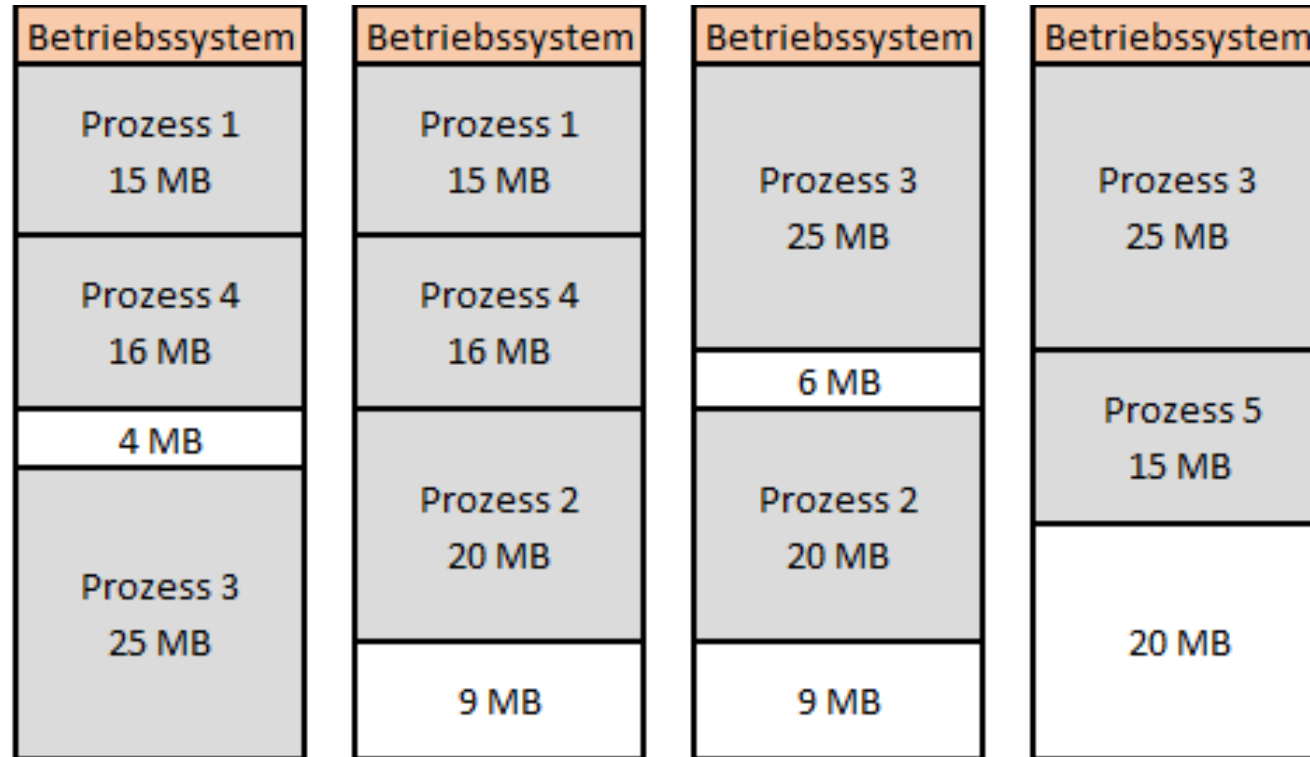 Betriebssystem
Prozess 1
15 MB
Prozess 4
16 MB
4 MB
Prozess 3
25 MB
Betriebssystem
Prozess 1
15 MB
Prozess 4
16 MB
Prozess 2
20 MB
9 MB
Betriebssystem
Prozess 3
25 MB
6 MB
Prozess 2
20 MB
9 MB
Betriebssystem
Prozess 3
25 MB
Prozess 5
15 MB
20 MB